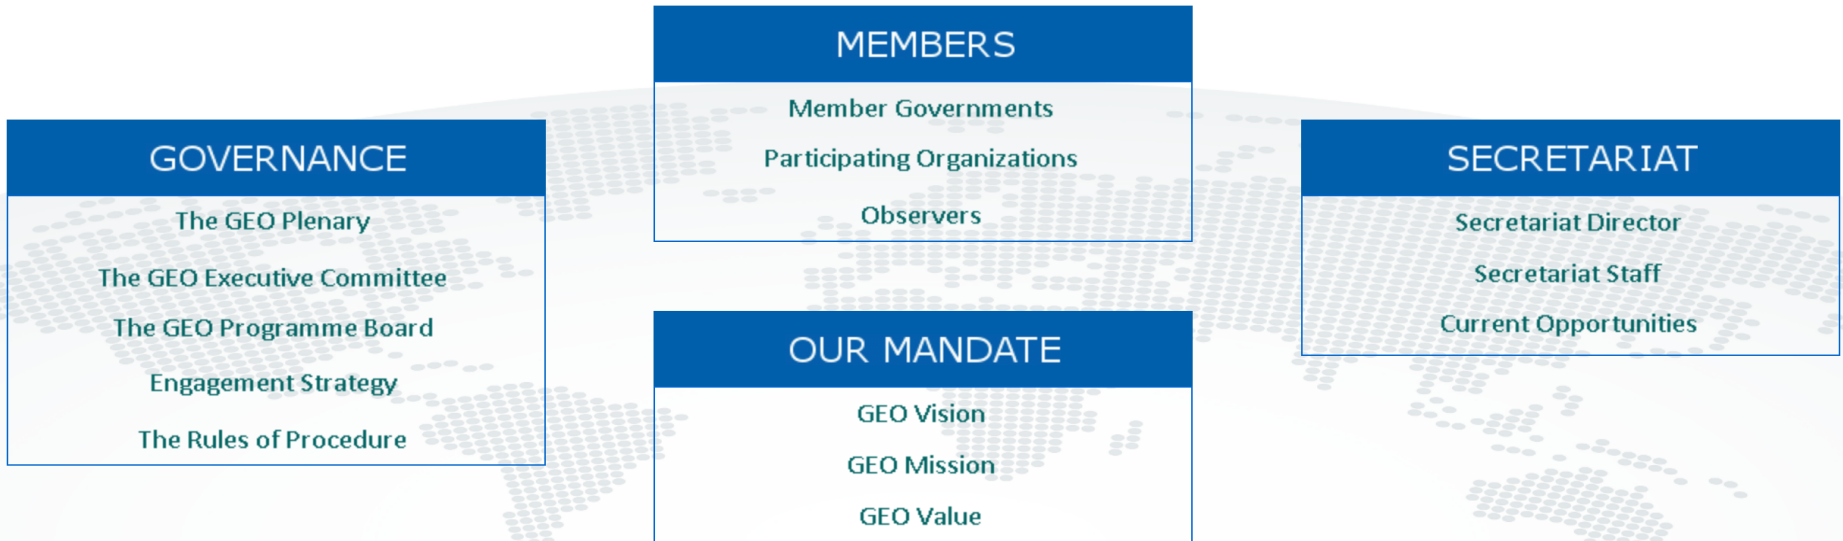 MEMBERS
Member Governments
Participating Organizations
Observers
GOVERNANCE
The GEO Plenary
The GEO Executive Committee
The GEO Programme Board
Engagement Strategy
The Rules of Procedure
SECRETARIAT
Secretariat Director
Secretariat Staff
Current Opportunities
OUR MANDATE
GEO Vision
GEO Mission
GEO Value